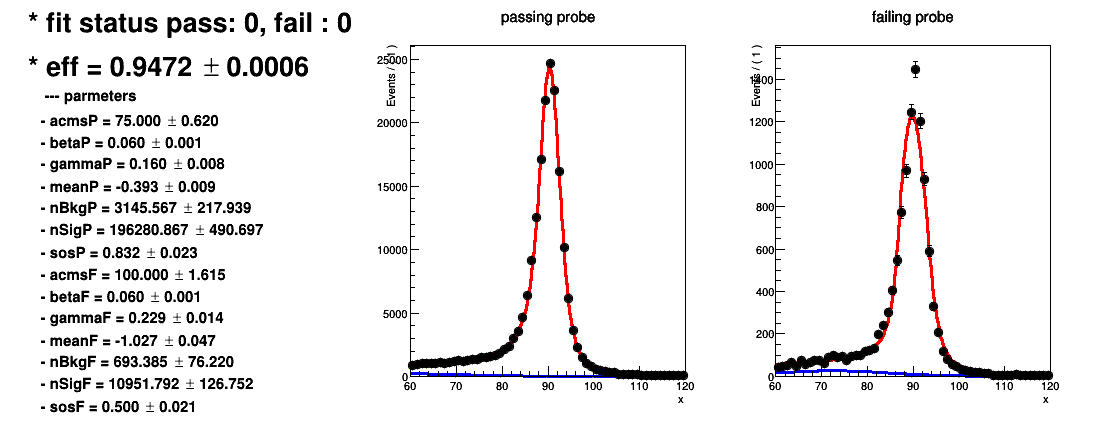 * fit status pass: 0, fail : 0
* eff = 0.9472 ± 0.0006
--- parmeters
- acmsP = 75.000 ± 0.620
- betaP = 0.060 ± 0.001
- gammaP = 0.160 ± 0.008
- meanP = -0.393 ± 0.009
- nBkgP = 3145.567 ± 217.939
- nSigP = 196280.867 ± 490.697
- sosP = 0.832 ± 0.023
- acmsF = 100.000 ± 1.615
- betaF = 0.060 ± 0.001
- gammaF = 0.229 ± 0.014
- meanF = -1.027 ± 0.047
- nBkgF = 693.385 ± 76.220
- nSigF = 10951.792 ± 126.752
- sosF = 0.500 ± 0.021
passing probe
Events / ( 1 )
25000
20000
15000
10000
5000
0
60 70 80 90 100 110 120
x
failing probe
Events / ( 1 )
1400
1200
1000
800
600
400
200
0
60 70 80 90 100 110 120
x